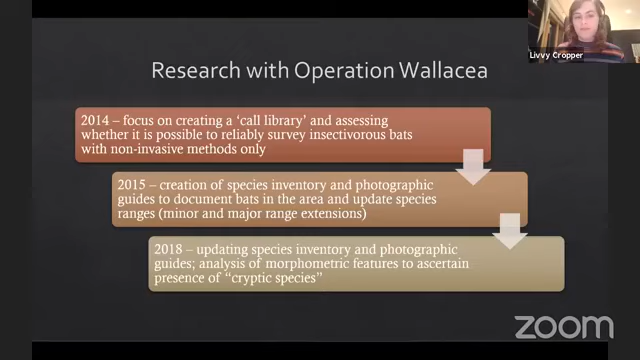 Livvy Cropper
Research with Operation Wallacea
2014 – focus on creating a ‘call library’ and assessing
whether it is possible to reliably survey insectivorous bats
with non-invasive methods only
2015 – creation of species inventory and photographic
guides to document bats in the area and update species
ranges (minor and major range extensions)
2018 – updating species inventory and photographic
guides; analysis of morphometric features to ascertain
presence of “cryptic species”
zoom